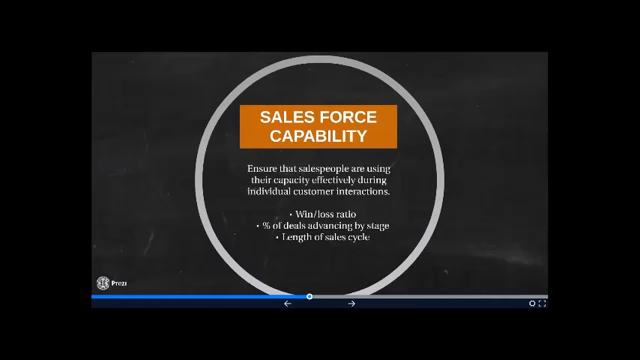 SALES FORCE
CAPABILITY
Ensure that salespeople are using
their capacity effectively during
individual customer interactions.
• Win/loss ratio
• % of deals advancing by stage
• Length of sales cycle
Prezi